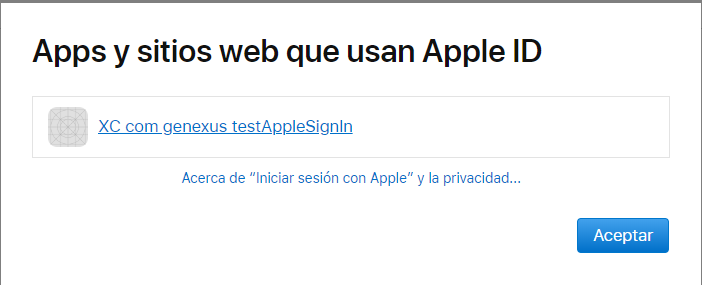 Apps y sitios web que usan Apple ID
XC com genexus testAppleSignIn
Acerca de “Iniciar sesión con Apple” y la privacidad...
Aceptar